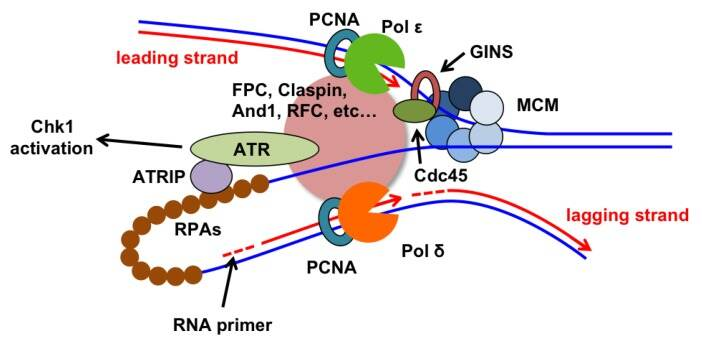 PCNA
Pol ε
leading strand
GINS
FPC, Claspin,
And1, RFC, etc...
MCM
Chk1
activation
ATR
ATRIP
Cdc45
RPAs
lagging strand
Pol δ
PCNA
RNA primer